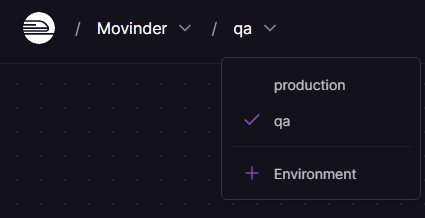 / Movinder / qa
production
qa
Environment